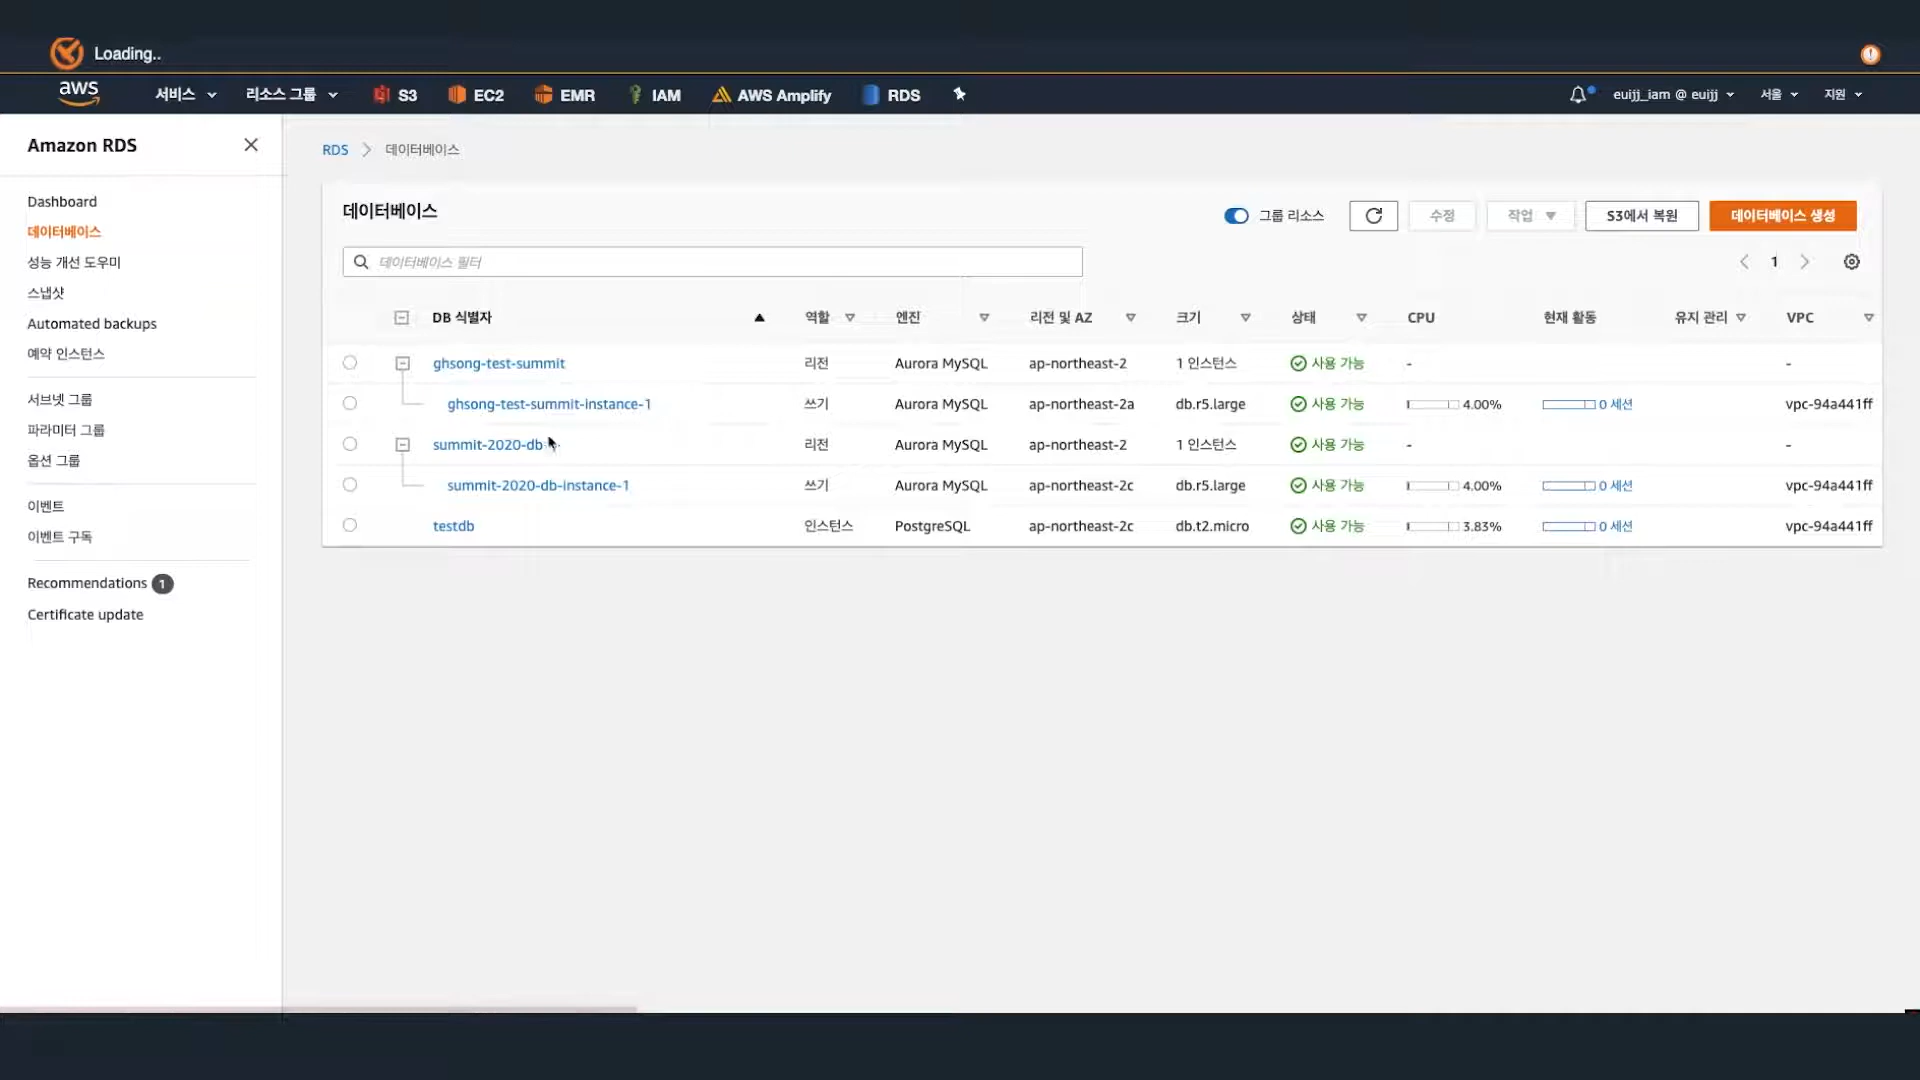 Loading..
aws 서비스 리소스 그룹 S3 EC2 EMR IAM AWS Amplify RDS euijj_iam @ euijj 서울 지원
Amazon RDS
Dashboard
데이터베이스
성능 개선 도우미
스냅샷
Automated backups
예약 인스턴스
서브넷 그룹
파라미터 그룹
옵션 그룹
이벤트
이벤트 구독
Recommendations 1
Certificate update
RDS 데이터베이스
데이터베이스 그룹 리소스 수정 작업 S3에서 복원 데이터베이스 생성
데이터베이스 필터 1
DB 식별자 역할 엔진 리전 및 AZ 크기 상태 CPU 현재 활동 유지 관리 VPC
ghsong-test-summit 리전 Aurora MySQL ap-northeast-2 1 인스턴스 사용 가능 - -
ghsong-test-summit-instance-1 쓰기 Aurora MySQL ap-northeast-2a db.r5.large 사용 가능 4.00% 0 세션 vpc-94a441ff
summit-2020-db 리전 Aurora MySQL ap-northeast-2 1 인스턴스 사용 가능 - -
summit-2020-db-instance-1 쓰기 Aurora MySQL ap-northeast-2c db.r5.large 사용 가능 4.00% 0 세션 vpc-94a441ff
testdb 인스턴스 PostgreSQL ap-northeast-2c db.t2.micro 사용 가능 3.83% 0 세션 vpc-94a441ff